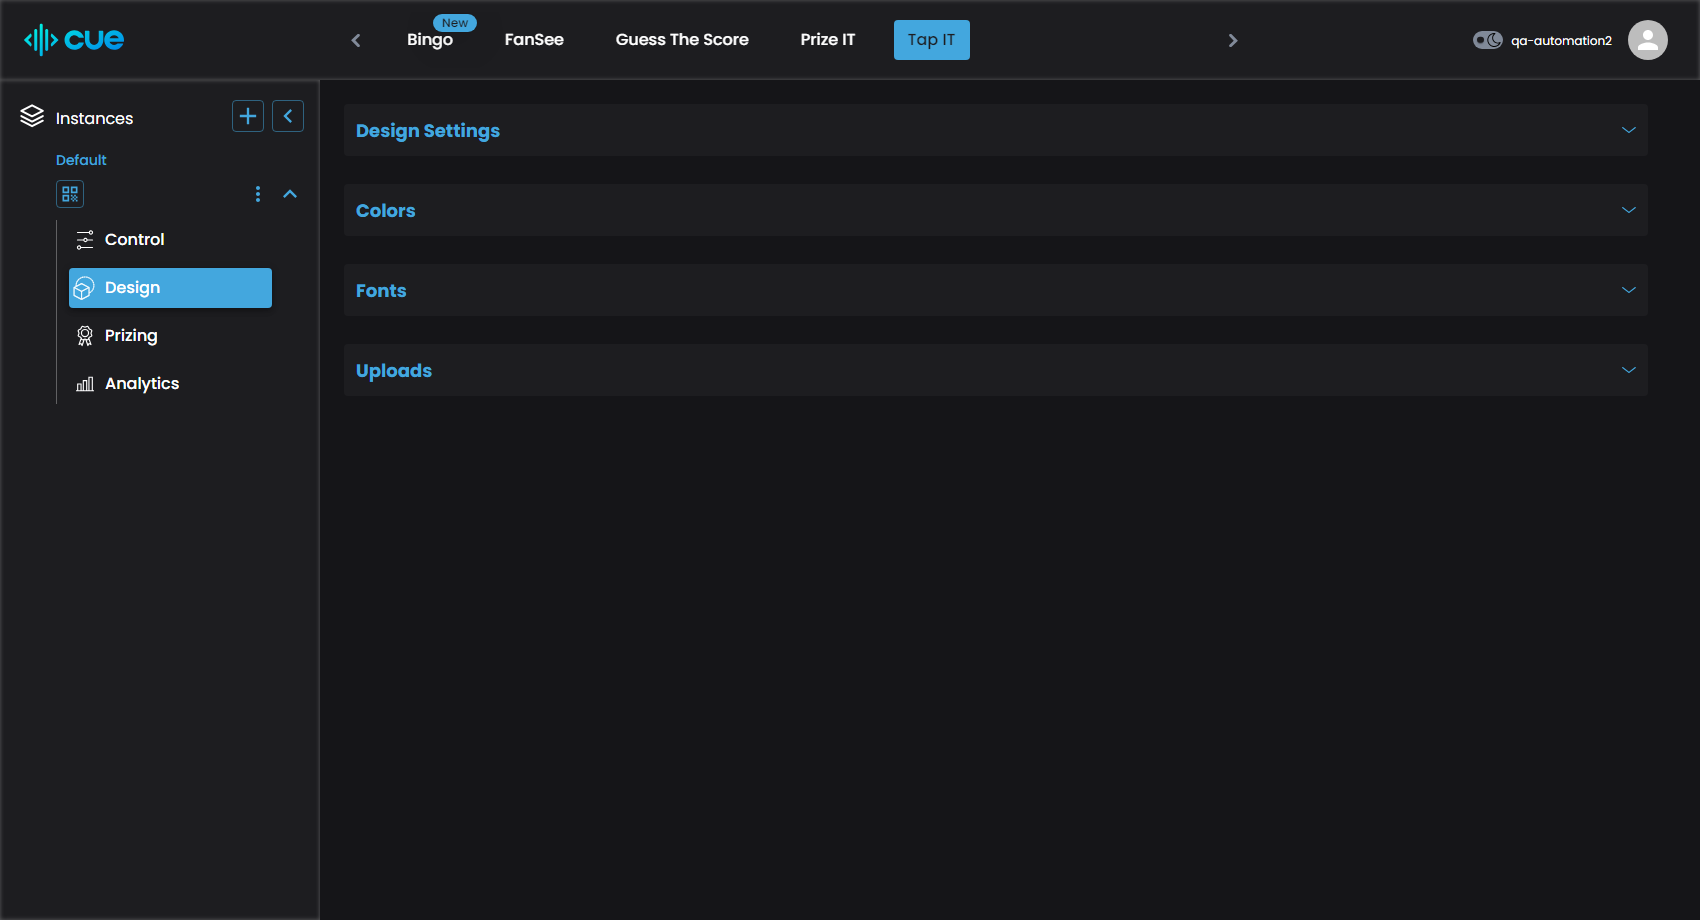 cue
New
Bingo
FanSee
Guess The Score
Prize IT
Tap IT
qa-automation2
Instances
Default
Control
Design
Prizing
Analytics
Design Settings
Colors
Fonts
Uploads